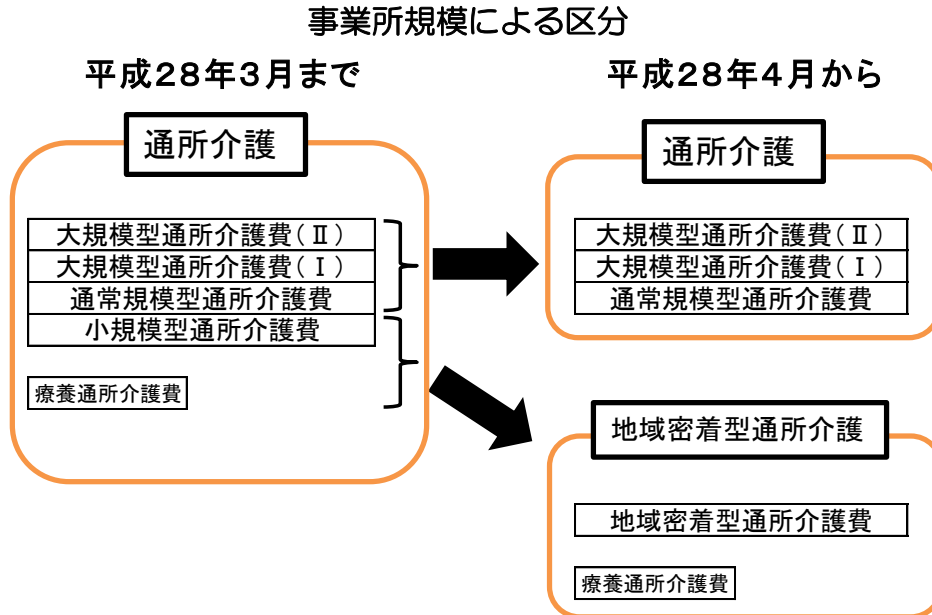 事業所規模による区分
平成28年3月まで
通所介護
大規模型通所介護費(Ⅱ)
大規模型通所介護費(Ⅰ)
通常規模型通所介護費
小規模型通所介護費
療養通所介護費
平成28年4月から
通所介護
大規模型通所介護費(Ⅱ)
大規模型通所介護費(Ⅰ)
通常規模型通所介護費
地域密着型通所介護
地域密着型通所介護費
療養通所介護費